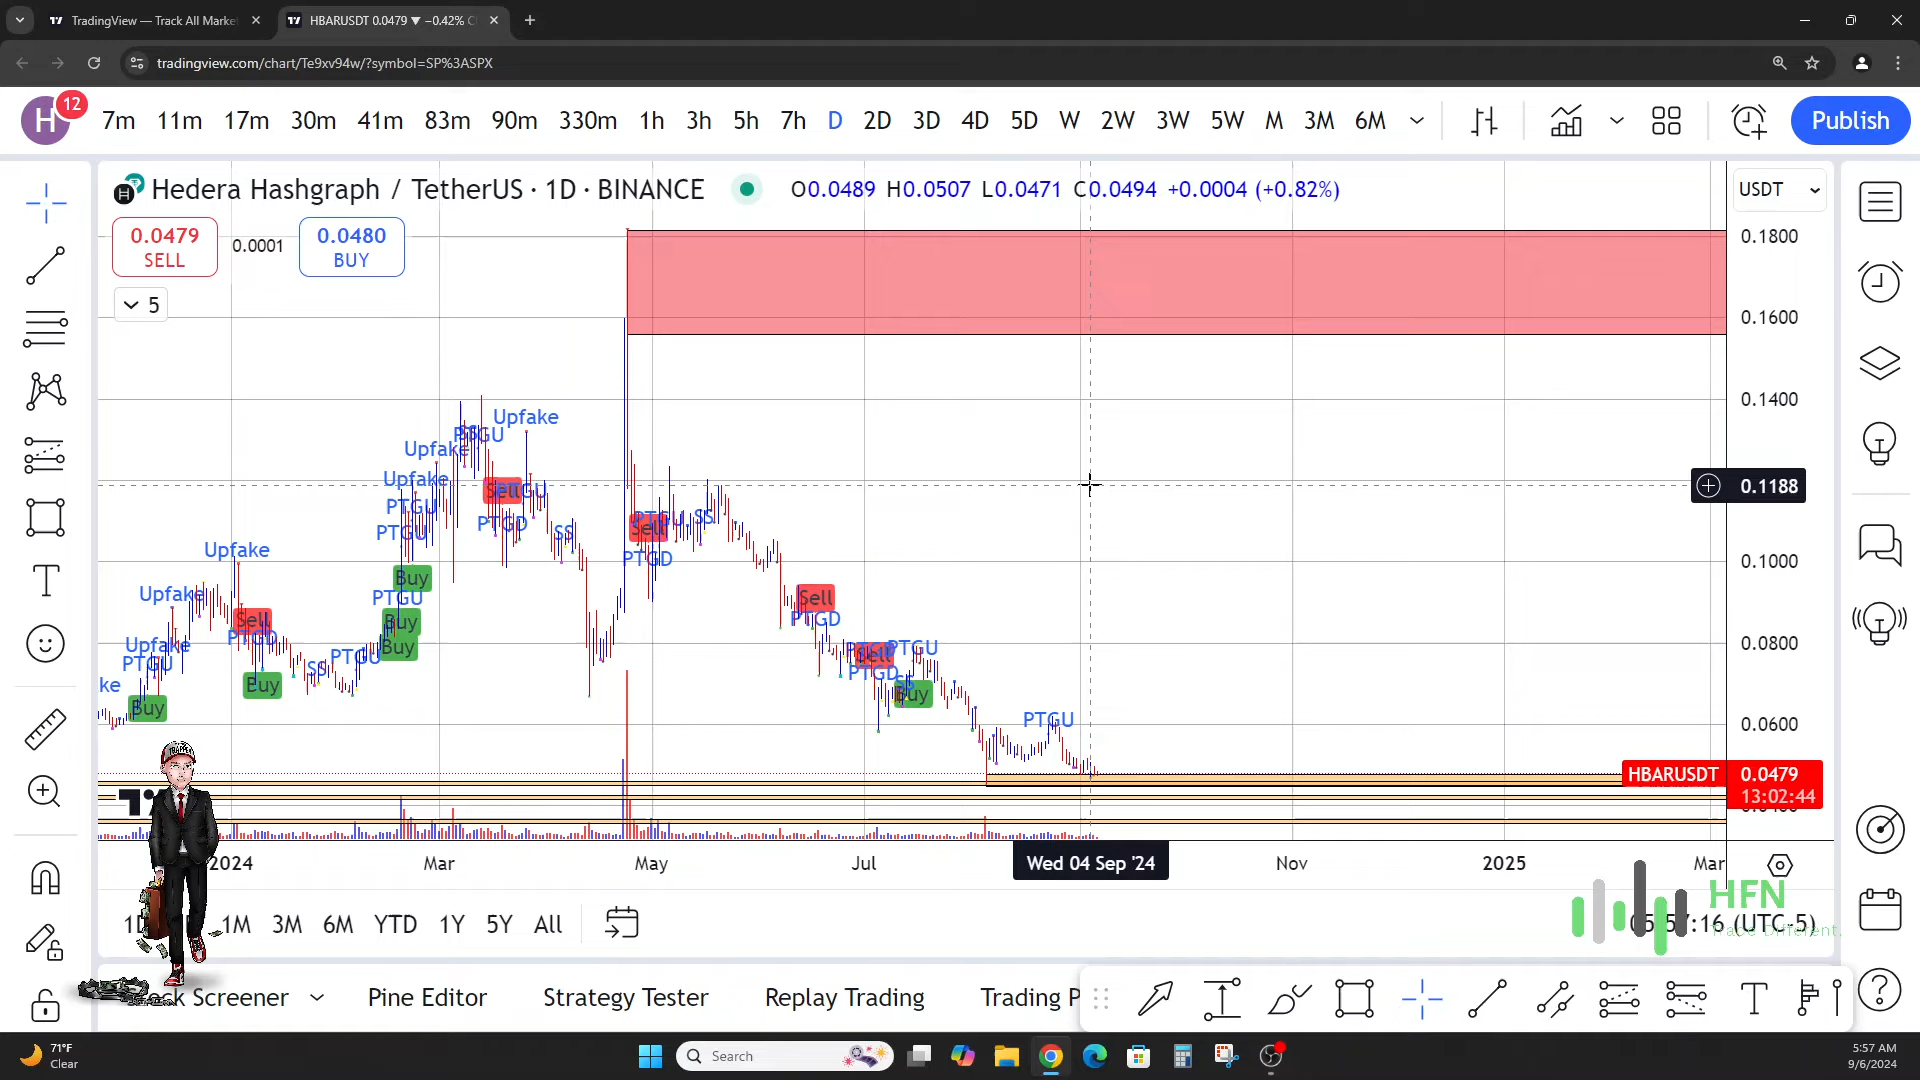 TradingView — Track All Marke
HBARUSDT 0.0479 ▼ −0.42% C
tradingview.com/chart/Te9xv94w/?symbol=SP%3ASPX
H 12 7m 11m 17m 30m 41m 83m 90m 330m 1h 3h 5h 7h D 2D 3D 4D 5D W 2W 3W 5W M 3M 6M Publish
Hedera Hashgraph / TetherUS · 1D · BINANCE O0.0489 H0.0507 L0.0471 C0.0494 +0.0004 (+0.82%) USDT
0.0479 SELL 0.0001 0.0480 BUY
5
0.1800
0.1600
0.1400
0.1188
0.1000
0.0800
0.0600
HBARUSDT 0.0479
13:02:44
Upfake
PTGU
Upfake
Upfake
Sell
PTGU
PTGU
PTGD
SS
PTGU
Sell
PTGU
SS
Upfake
PTGD
Buy
Upfake
PTGU
Sell
Buy
PTGD
Sell
PTGD
Upfake
PTGU
PTGU
SS
Buy
Sell
PTGU
PTGD
ke
Buy
Buy
Buy
PTGU
2024 Mar May Jul Wed 04 Sep '24 Nov 2025 Mar
HFN
Trade Different.
1D 1M 3M 6M YTD 1Y 5Y All
:16 (UTC-5)
Screener Pine Editor Strategy Tester Replay Trading Trading P
TRAPPER
71°F
Clear
Search
5:57 AM
9/6/2024